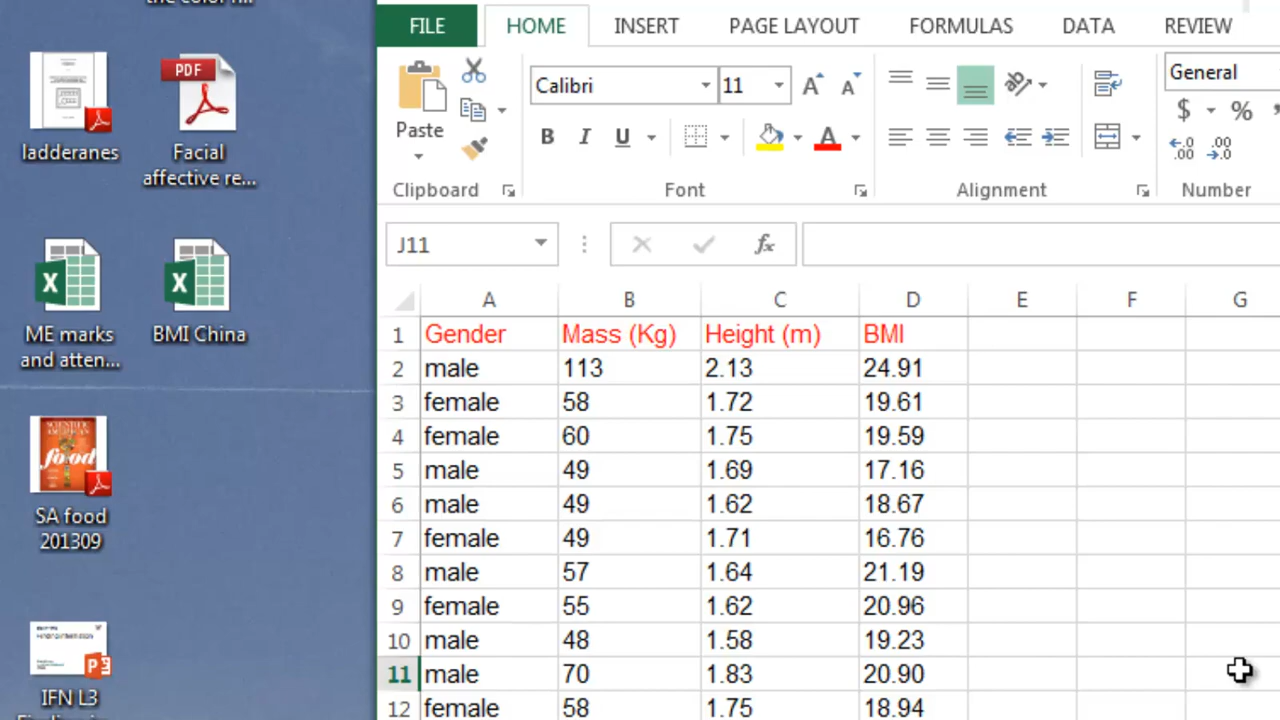 the color r...
ladderanes
PDF
Facial
affective re...
ME marks
and atten...
BMI China
SCIENTIFIC AMERICAN
food
SA food
201309
IFN L3
FILE HOME INSERT PAGE LAYOUT FORMULAS DATA REVIEW
Calibri 11 General
Paste B I U A $ %
Clipboard Font Alignment Number
J11 fx
A B C D E F G
1 Gender Mass (Kg) Height (m) BMI
2 male 113 2.13 24.91
3 female 58 1.72 19.61
4 female 60 1.75 19.59
5 male 49 1.69 17.16
6 male 49 1.62 18.67
7 female 49 1.71 16.76
8 male 57 1.64 21.19
9 female 55 1.62 20.96
10 male 48 1.58 19.23
11 male 70 1.83 20.90
12 female 58 1.75 18.94